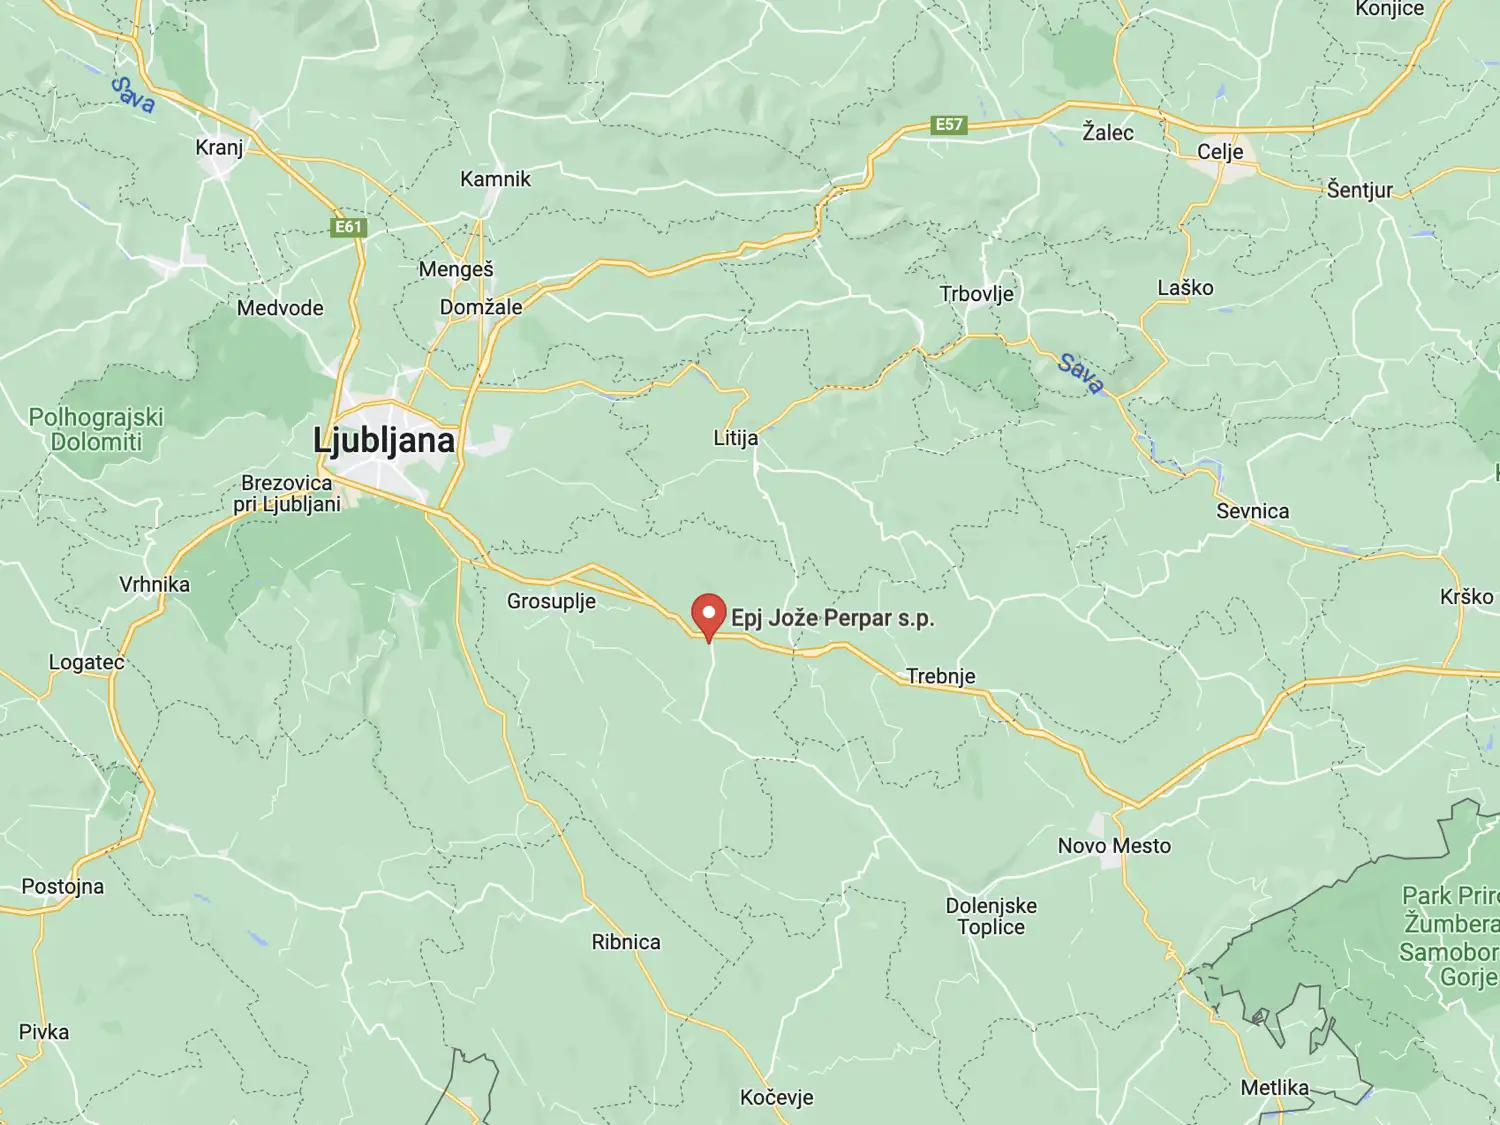 Konjice
Sava
Kranj
E57
Žalec
Celje
Kamnik
Šentjur
E61
Mengeš
Medvode
Domžale
Trbovlje
Laško
Sava
Polhograjski
Dolomiti
Ljubljana
Litija
Brezovica
pri Ljubljani
Sevnica
Vrhnika
Grosuplje
Epj Jože Perpar s.p.
Krško
Logatec
Trebnje
Novo Mesto
Postojna
Dolenjske
Toplice
Park Priro
Žumbera
Samobor
Gorje
Ribnica
Pivka
Kočevje
Metlika